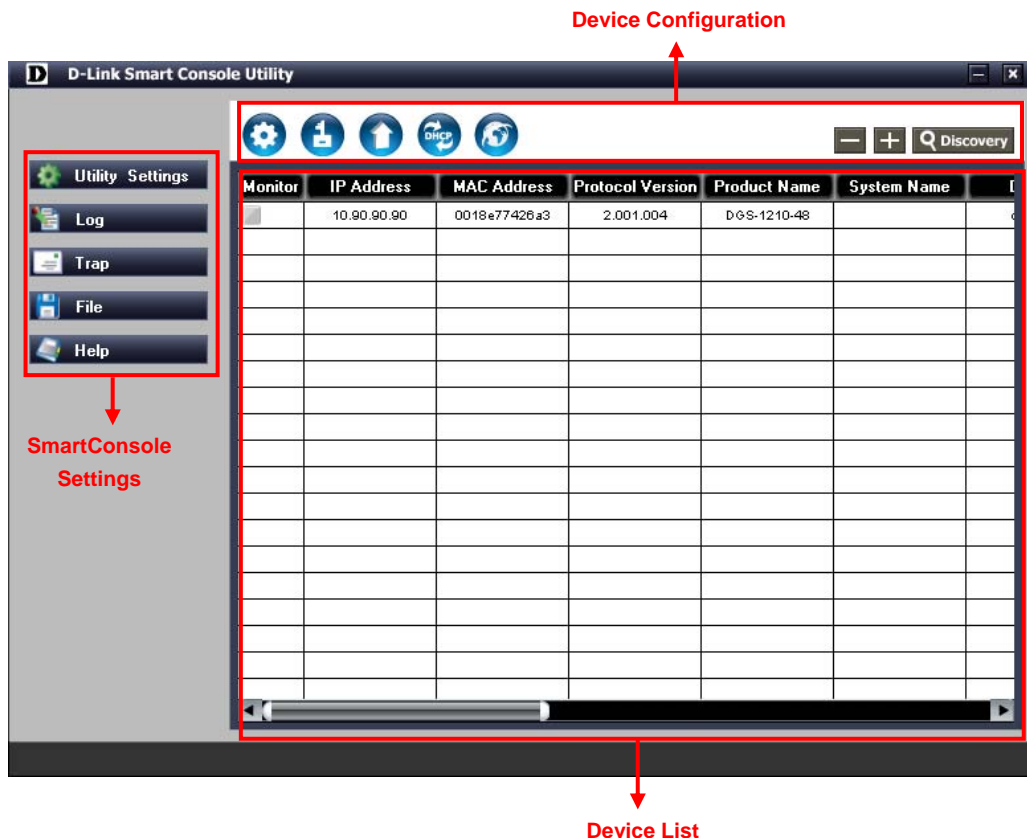 Device Configuration
D-Link Smart Console Utility
DHCP
Discovery
Utility Settings
Log
Trap
File
Help
SmartConsole
Settings
Monitor IP Address MAC Address Protocol Version Product Name System Name
10.90.90.90 0018e77426a3 2.001.004 DGS-1210-48
Device List